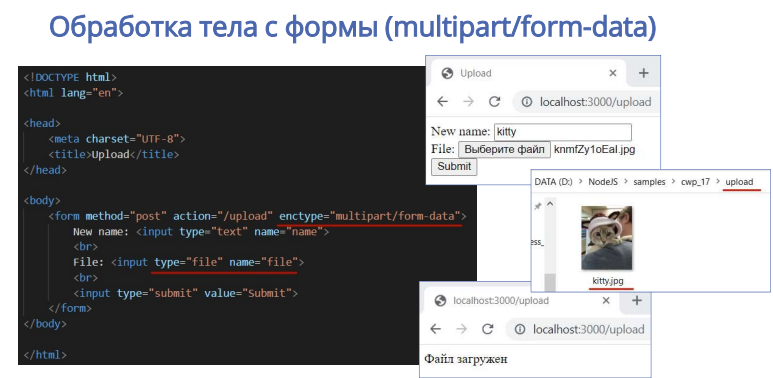 Обработка тела с формы (multipart/form-data)
<!DOCTYPE html>
<html lang="en">
<head>
<meta charset="UTF-8">
<title>Upload</title>
</head>
<body>
<form method="post" action="/upload" enctype="multipart/form-data">
New name: <input type="text" name="name">
<br>
File: <input type="file" name="file">
<br>
<input type="submit" value="Submit">
</form>
</body>
</html>
Upload
localhost:3000/upload
New name: kitty
File: Выберите файл knmfZy1oEaI.jpg
Submit
DATA (D:) > NodeJS > samples > cwp_17 > upload
ess_
kitty.jpg
localhost:3000/upload
localhost:3000/upload
Файл загружен